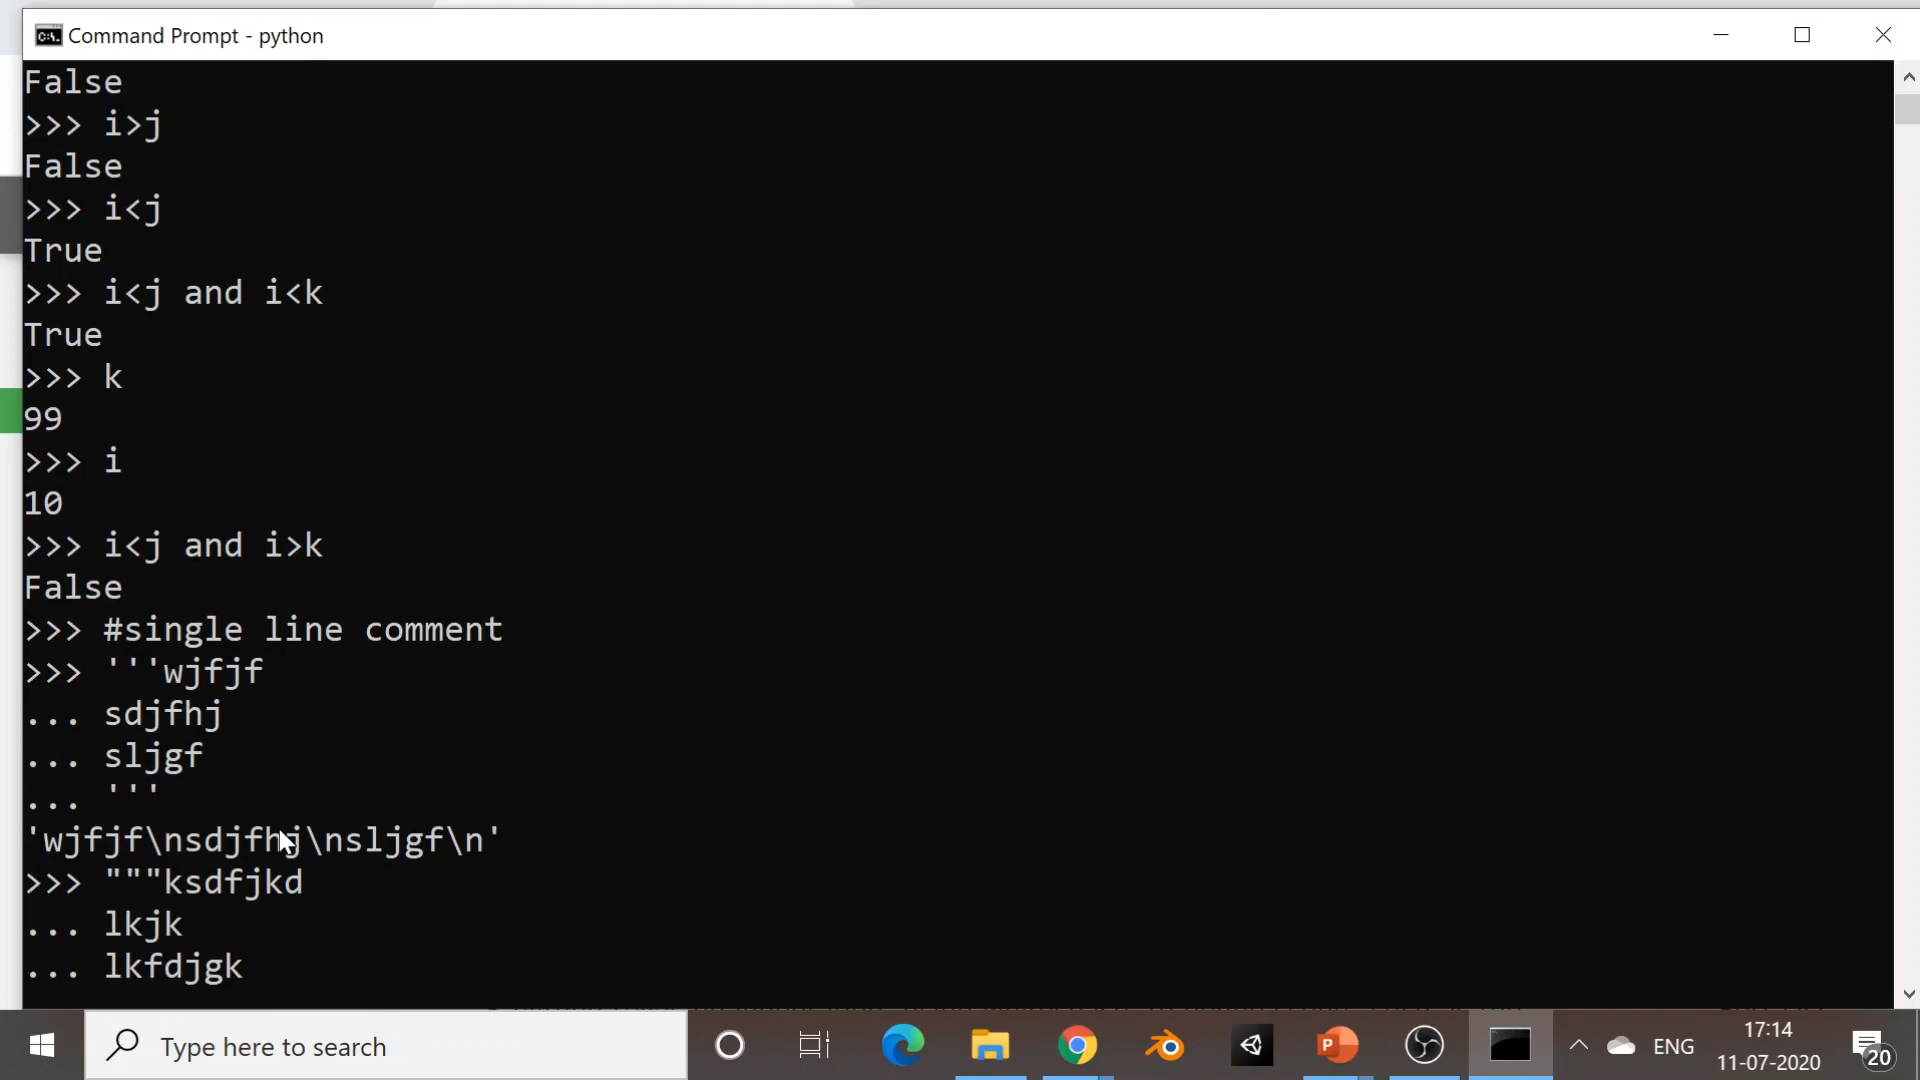 Command Prompt - python
False
>>> i>j
False
>>> i<j
True
>>> i<j and i<k
True
>>> k
99
>>> i
10
>>> i<j and i>k
False
>>> #single line comment
>>> '''wjfjf
... sdjfhj
... sljgf
... '''
'wjfjf\nsdjfhj\nsljgf\n'
>>> """ksdfjkd
... lkjk
... lkfdjgk
Type here to search
ENG
17:14
11-07-2020
20